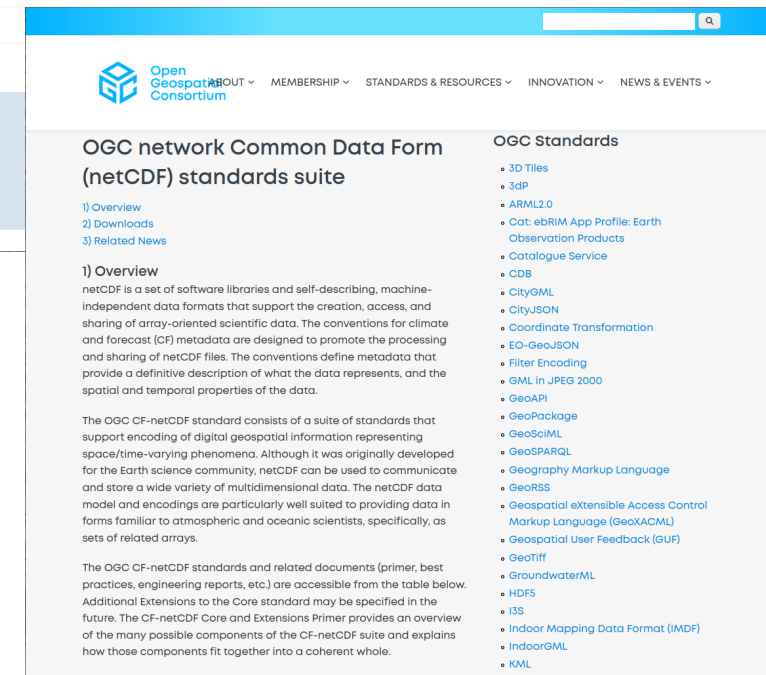 Open
Geospatial
Consortium
ABOUT
MEMBERSHIP
STANDARDS & RESOURCES
INNOVATION
NEWS & EVENTS
OGC network Common Data Form
(netCDF) standards suite
1) Overview
2) Downloads
3) Related News
1) Overview
netCDF is a set of software libraries and self-describing, machine-
independent data formats that support the creation, access, and
sharing of array-oriented scientific data. The conventions for climate
and forecast (CF) metadata are designed to promote the processing
and sharing of netCDF files. The conventions define metadata that
provide a definitive description of what the data represents, and the
spatial and temporal properties of the data.
The OGC CF-netCDF standard consists of a suite of standards that
support encoding of digital geospatial information representing
space/time-varying phenomena. Although it was originally developed
for the Earth science community, netCDF can be used to communicate
and store a wide variety of multidimensional data. The netCDF data
model and encodings are particularly well suited to providing data in
forms familiar to atmospheric and oceanic scientists, specifically, as
sets of related arrays.
The OGC CF-netCDF standards and related documents (primer, best
practices, engineering reports, etc.) are accessible from the table below.
Additional Extensions to the Core standard may be specified in the
future. The CF-netCDF Core and Extensions Primer provides an overview
of the many possible components of the CF-netCDF suite and explains
how those components fit together into a coherent whole.
OGC Standards
3D Tiles
3dP
ARML2.0
Cat: ebRIM App Profile: Earth
Observation Products
Catalogue Service
CDB
CityGML
CityJSON
Coordinate Transformation
EO-GeoJSON
Filter Encoding
GML in JPEG 2000
GeoAPI
GeoPackage
GeoSciML
GeoSPARQL
Geography Markup Language
GeoRSS
Geospatial eXtensible Access Control
Markup Language (GeoXACML)
Geospatial User Feedback (GUF)
GeoTiff
GroundwaterML
HDF5
I3S
Indoor Mapping Data Format (IMDF)
IndoorGML
KML